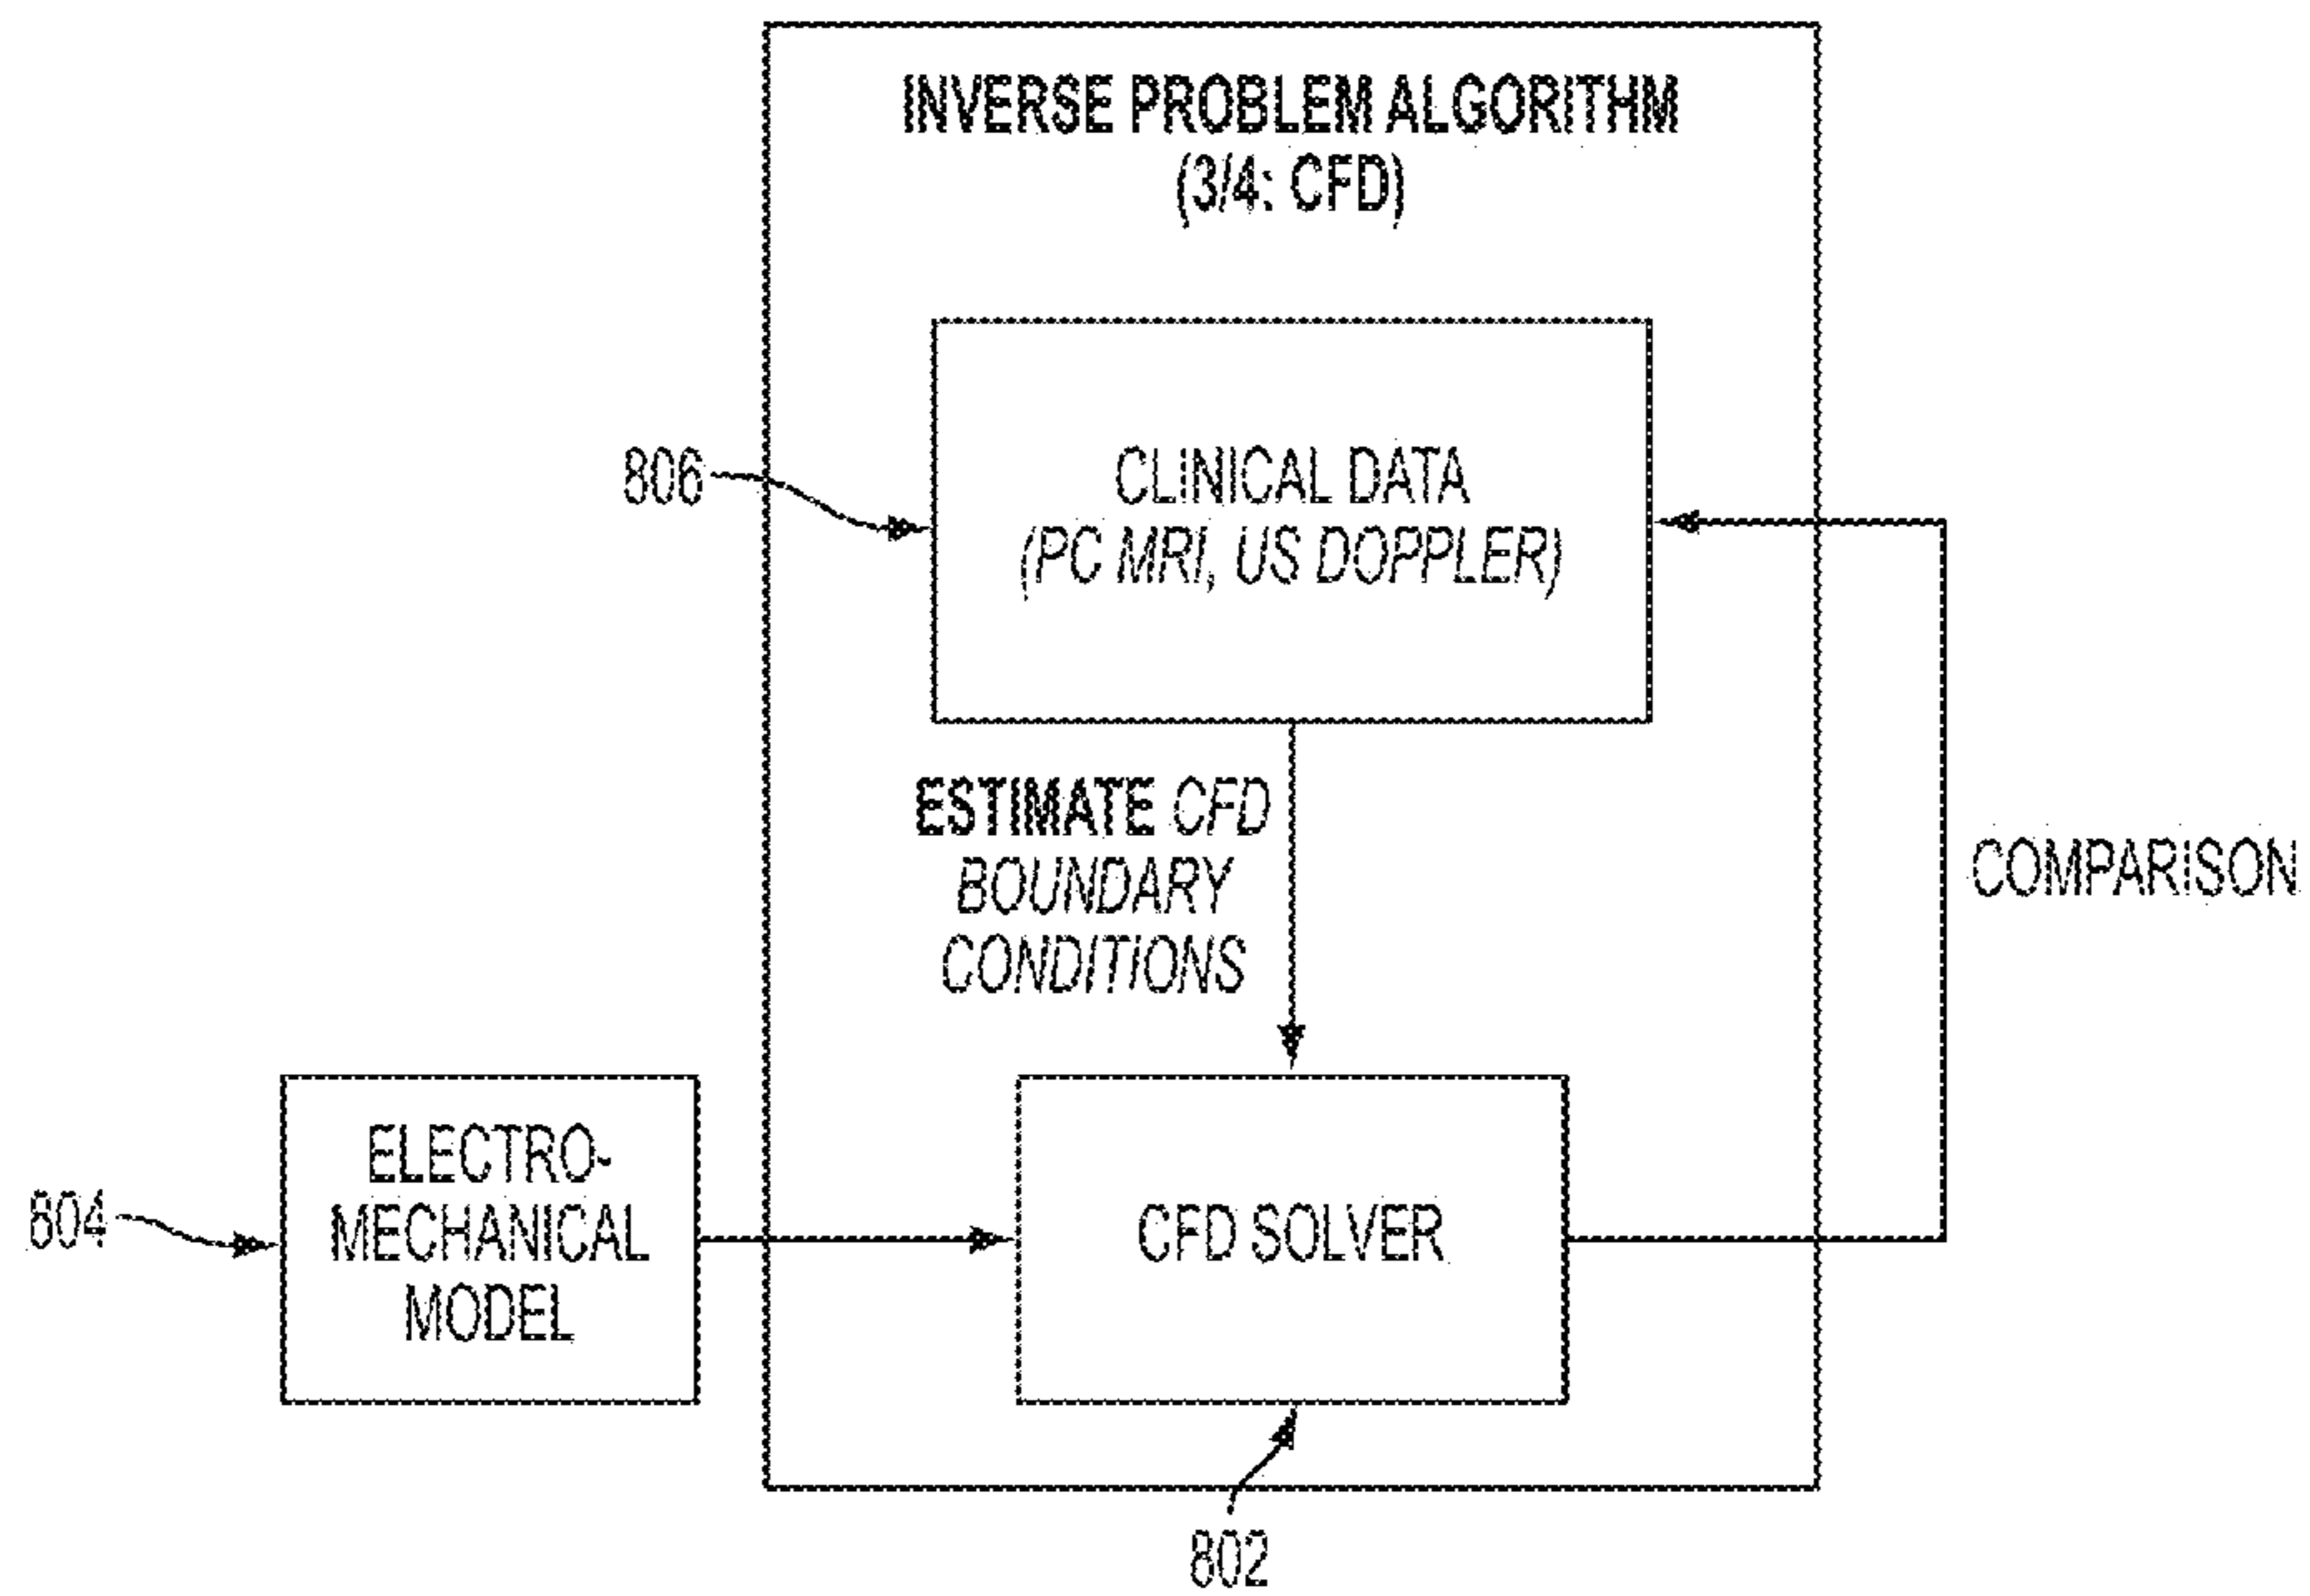 INVERSE PROBLEM ALGORITHM
(3/4: CFD)
806
CLINICAL DATA
(PC MRI, US DOPPLER)
ESTIMATE CFD
BOUNDARY
CONDITIONS
COMPARISON
804
ELECTRO-
MECHANICAL
MODEL
CFD SOLVER
802